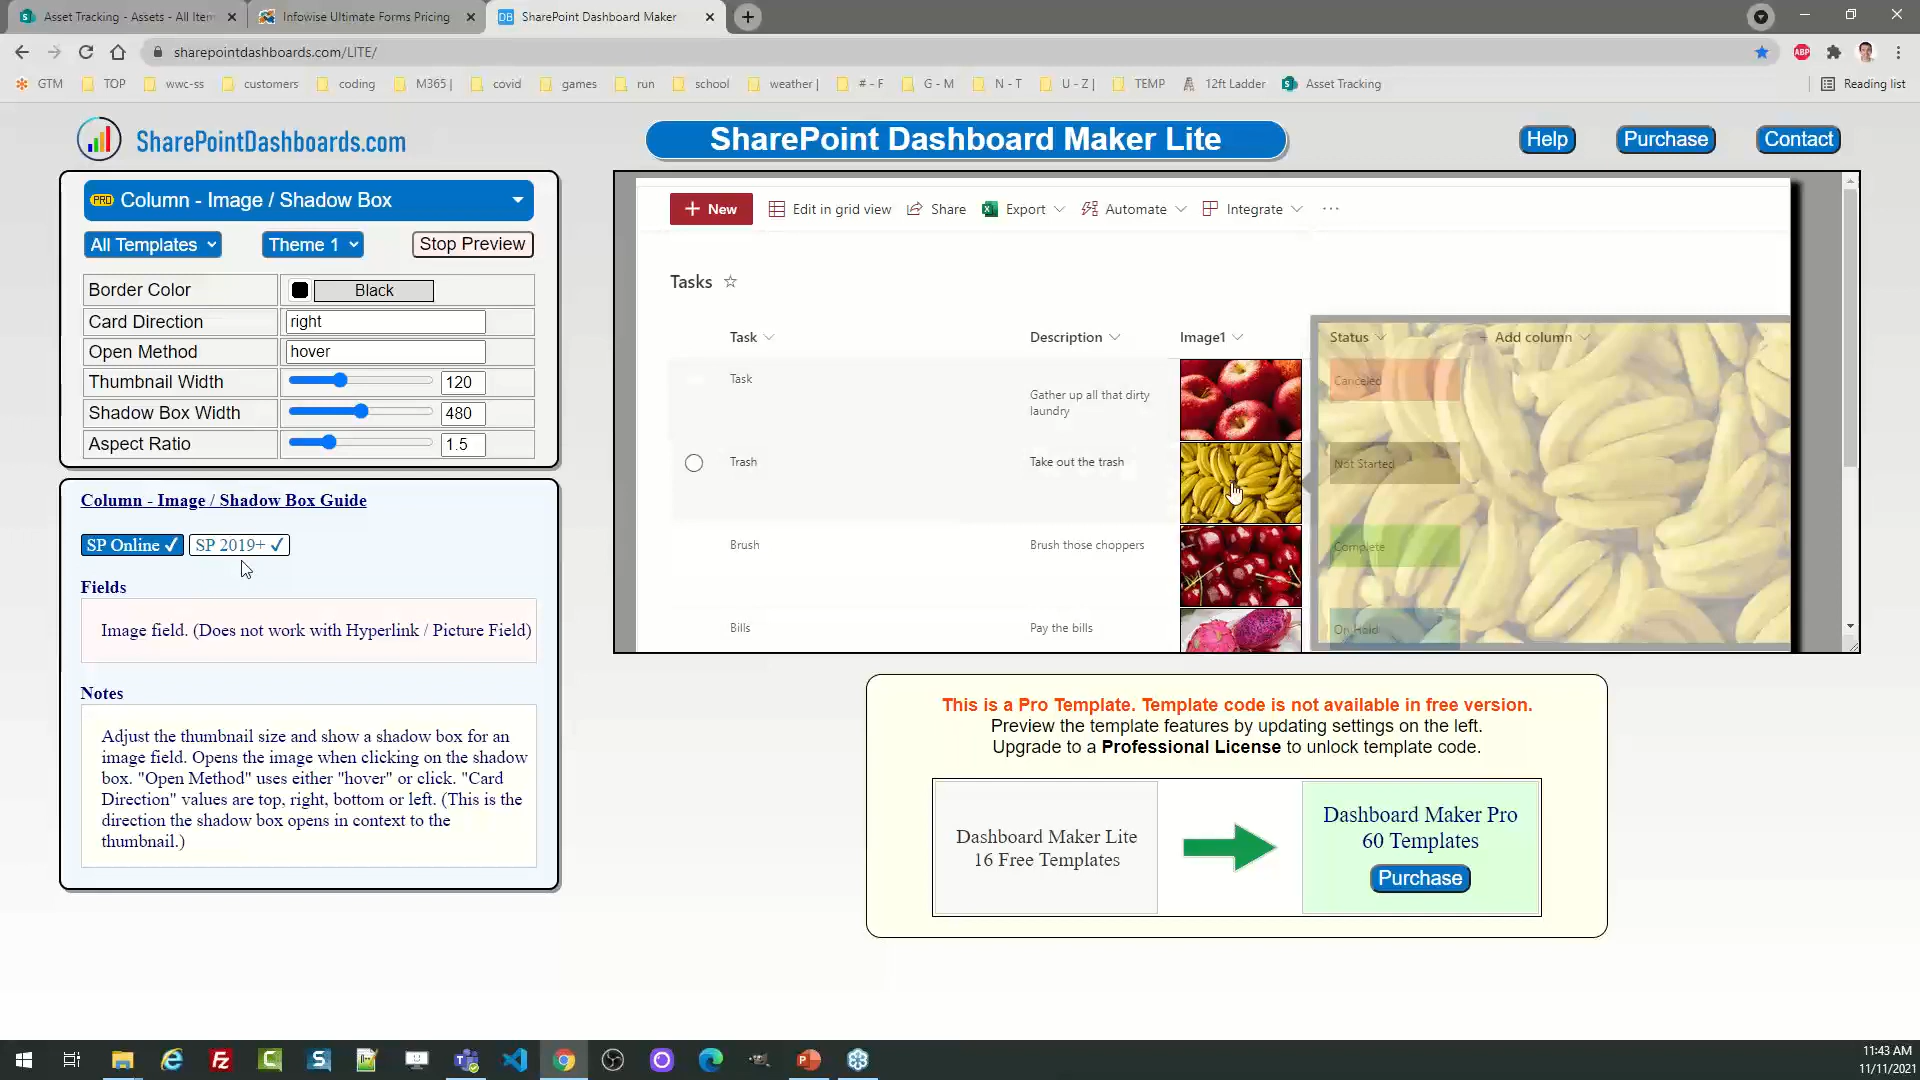 Asset Tracking - Assets - All Item
Infowise Ultimate Forms Pricing
DB SharePoint Dashboard Maker
sharepointdashboards.com/LITE/
ABP
GTM
TOP
wwc-ss
customers
coding
M365 |
covid
games
run
school
weather |
# - F
G - M
N - T
U - Z |
TEMP
12ft Ladder
Asset Tracking
Reading list
SharePointDashboards.com
SharePoint Dashboard Maker Lite
Help
Purchase
Contact
PRO Column - Image / Shadow Box
All Templates
Theme 1
Stop Preview
Border Color
Black
Card Direction
right
Open Method
hover
Thumbnail Width
120
Shadow Box Width
480
Aspect Ratio
1.5
Column - Image / Shadow Box Guide
SP Online ✓
SP 2019+ ✓
Fields
Image field. (Does not work with Hyperlink / Picture Field)
Notes
Adjust the thumbnail size and show a shadow box for an
image field. Opens the image when clicking on the shadow
box. "Open Method" uses either "hover" or click. "Card
Direction" values are top, right, bottom or left. (This is the
direction the shadow box opens in context to the
thumbnail.)
+ New
Edit in grid view
Share
Export
Automate
Integrate
···
Tasks
Task
Description
Image1
Status
+ Add column
Task
Gather up all that dirty
laundry
Canceled
Trash
Take out the trash
Not Started
Brush
Brush those choppers
Complete
Bills
Pay the bills
On Hold
This is a Pro Template. Template code is not available in free version.
Preview the template features by updating settings on the left.
Upgrade to a Professional License to unlock template code.
Dashboard Maker Lite
16 Free Templates
Dashboard Maker Pro
60 Templates
Purchase
11:43 AM
11/11/2021